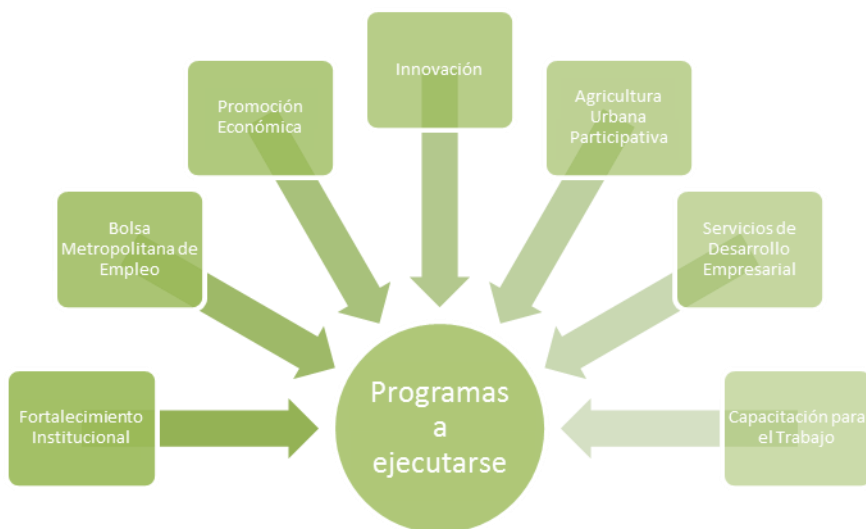 Innovación
Promoción
Económica
Agricultura
Urbana
Participativa
Bolsa
Metropolitana de
Empleo
Servicios de
Desarrollo
Empresarial
Fortalecimiento
Institucional
Programas
a
ejecutarse
Capacitación para
el Trabajo